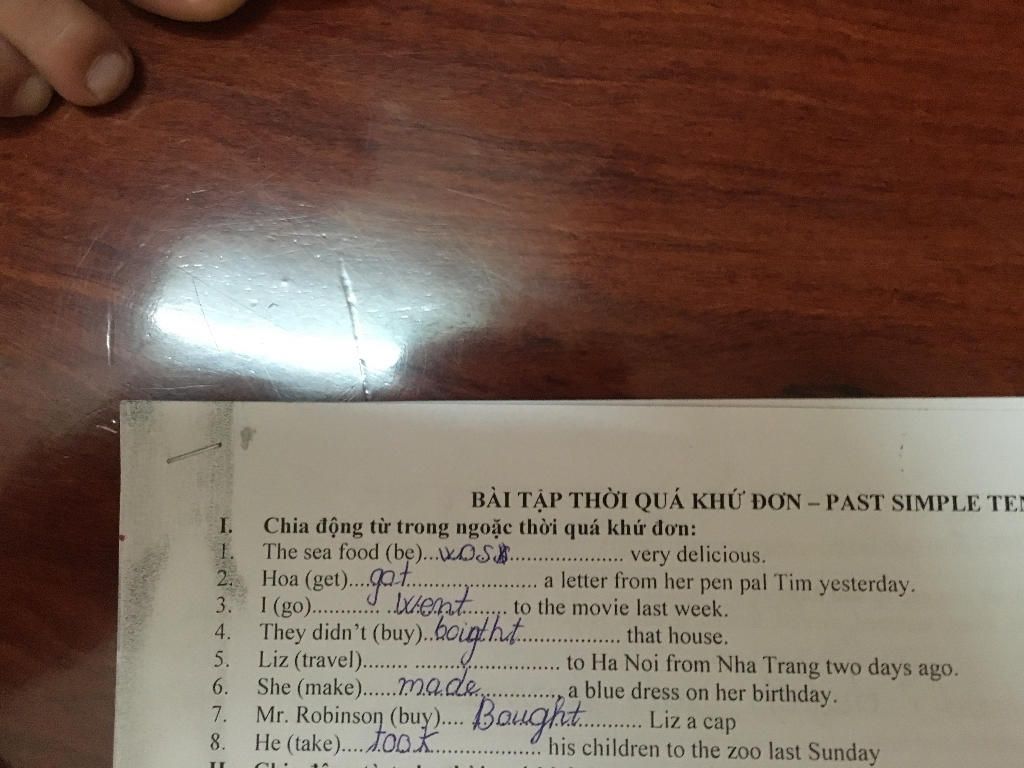 BÀI TẬP THỜI QUÁ KHỨ ĐƠN – PAST SIMPLE TEN
I. Chia động từ trong ngoặc thời quá khứ đơn:
1. The sea food (be)... was ..................... very delicious.
2. Hoa (get).... got ....................... a letter from her pen pal Tim yesterday.
3. I (go)............ went ....... to the movie last week.
4. They didn't (buy).. boigtht .................. that house.
5. Liz (travel)........ ......................... to Ha Noi from Nha Trang two days ago.
6. She (make)...... made .............. a blue dress on her birthday.
7. Mr. Robinson (buy).... Bought ........... Liz a cap
8. He (take).... took ................... his children to the zoo last Sunday